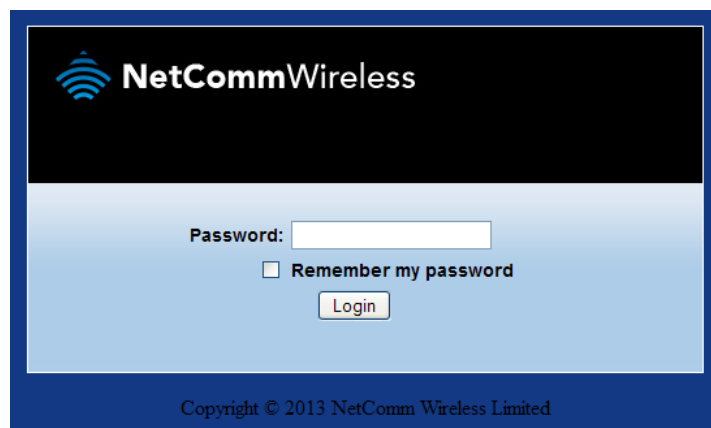 NetCommWireless
Password:
Remember my password
Login
Copyright © 2013 NetComm Wireless Limited